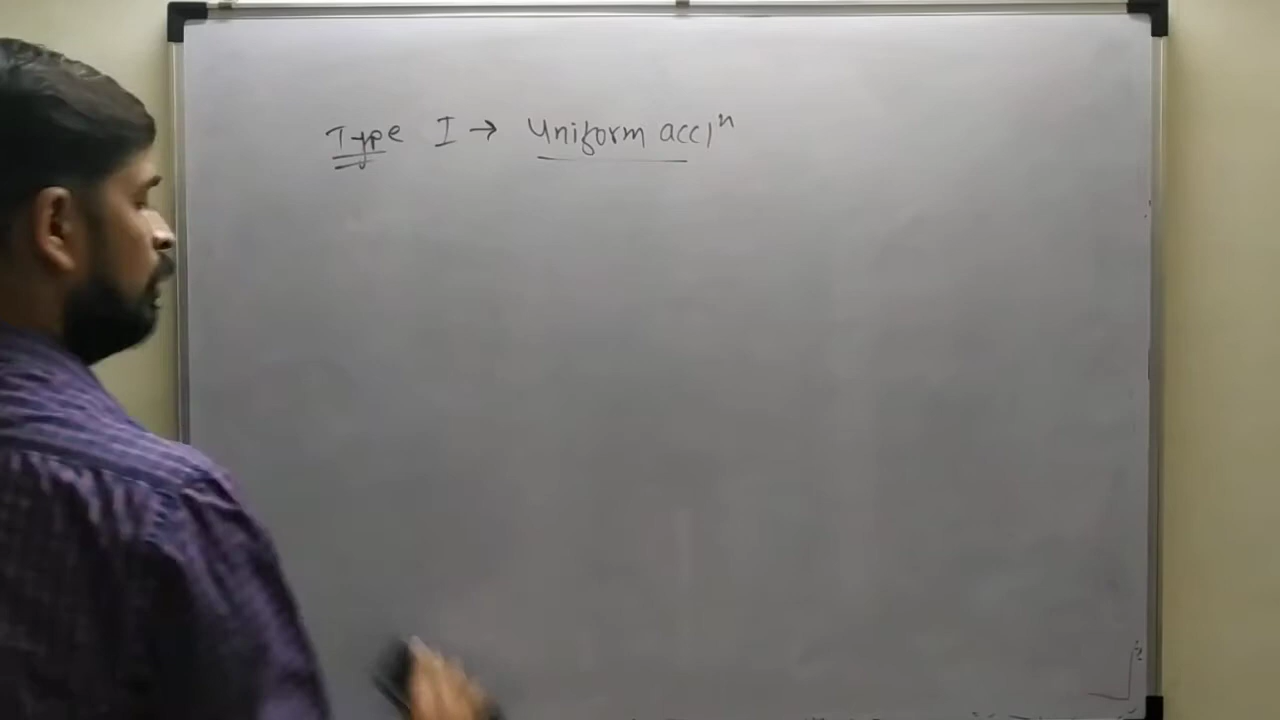 Type I → Uniform acclⁿ